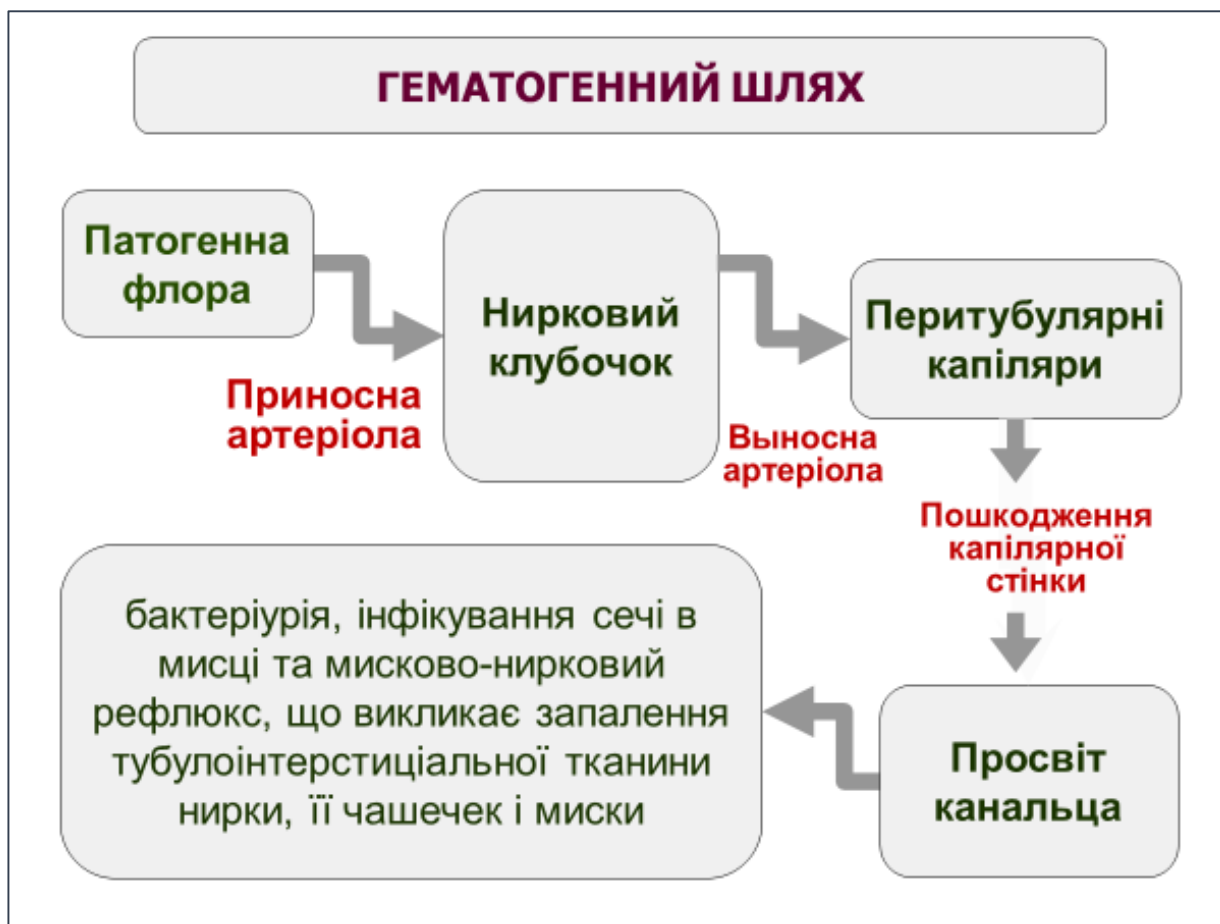 ГЕМАТОГЕННИЙ ШЛЯХ
Патогенна
флора
Нирковий
клубочок
Перитубулярні
капіляри
Приносна
артеріола
Выносна
артеріола
Пошкодження
капілярної
стінки
бактеріурія, інфікування сечі в
мисці та мисково-нирковий
рефлюкс, що викликає запалення
тубулоінтерстиціальної тканини
нирки, її чашечек і миски
Просвіт
канальца